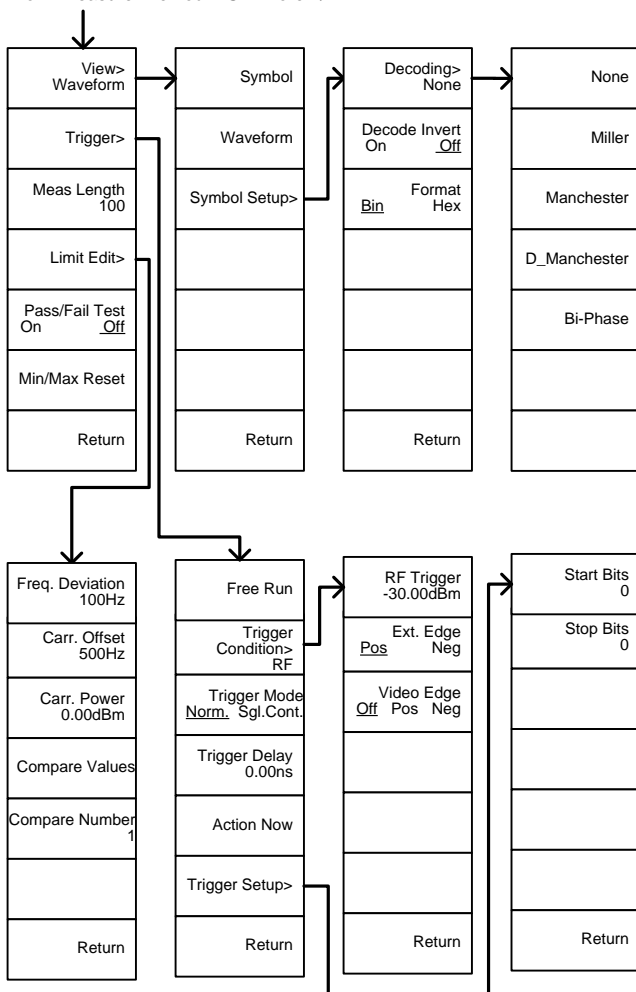 View>
Waveform
Trigger>
Meas Length
100
Limit Edit>
Pass/Fail Test
On Off
Min/Max Reset
Return
Symbol
Waveform
Symbol Setup>
Return
Decoding>
None
Decode Invert
On Off
Format
Bin Hex
Return
None
Miller
Manchester
D_Manchester
Bi-Phase
Freq. Deviation
100Hz
Carr. Offset
500Hz
Carr. Power
0.00dBm
Compare Values
Compare Number
1
Return
Free Run
Trigger
Condition>
RF
Trigger Mode
Norm. Sgl.Cont.
Trigger Delay
0.00ns
Action Now
Trigger Setup>
Return
RF Trigger
-30.00dBm
Ext. Edge
Pos Neg
Video Edge
Off Pos Neg
Return
Start Bits
0
Stop Bits
0
Return